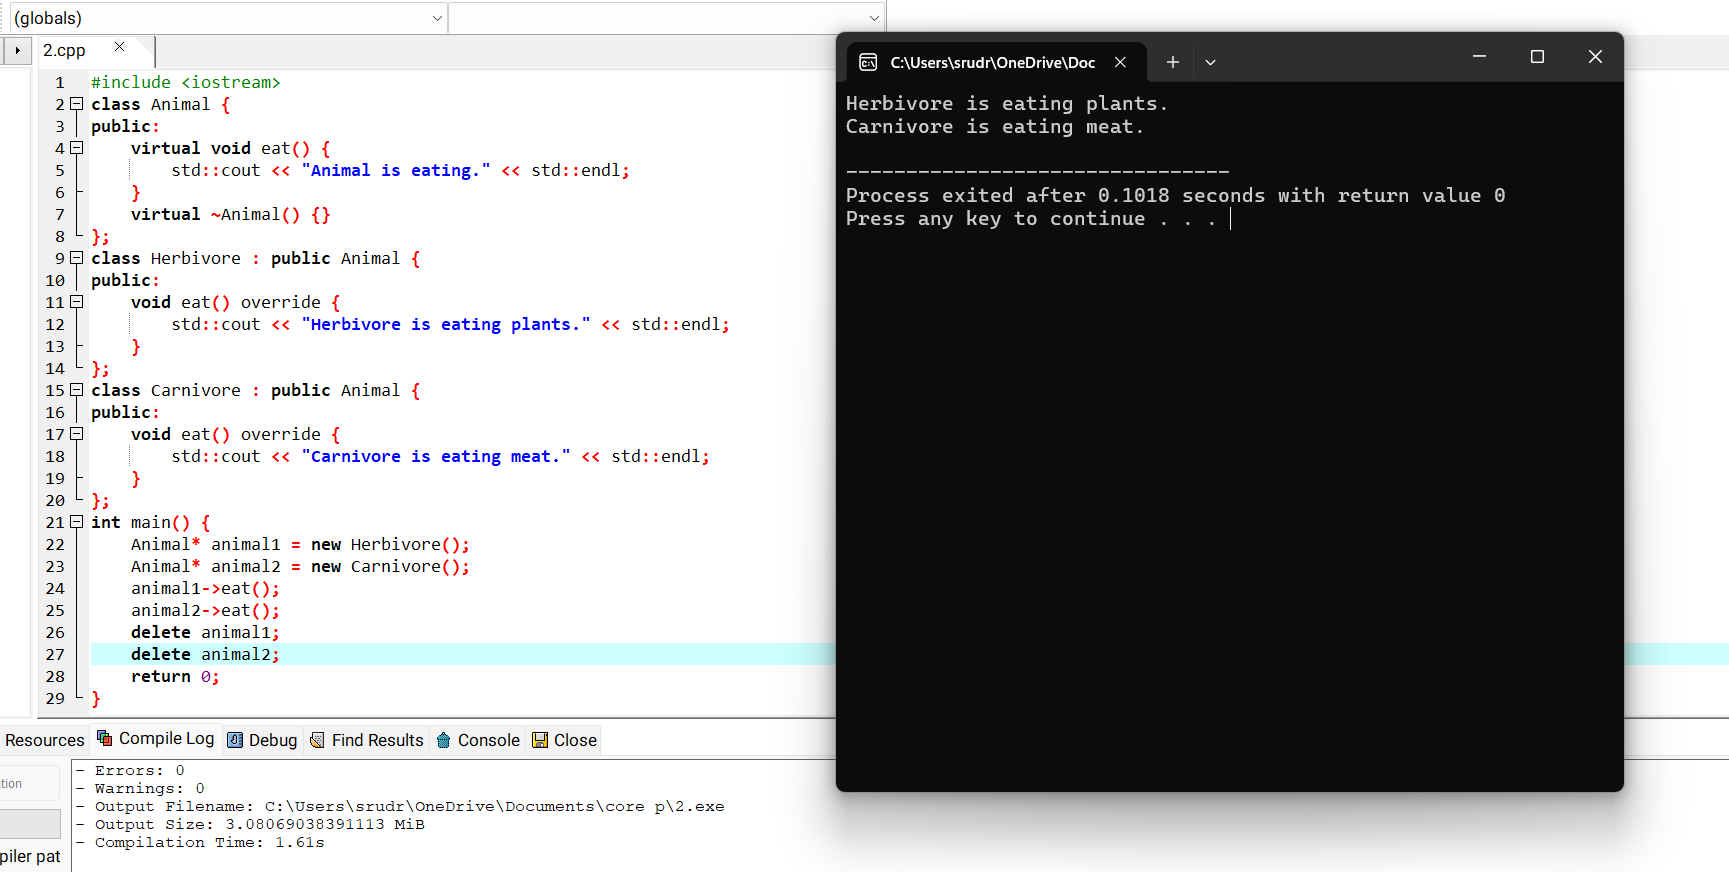 (globals)
2.cpp
1 #include <iostream>
2 class Animal {
3 public:
4     virtual void eat() {
5         std::cout << "Animal is eating." << std::endl;
6     }
7     virtual ~Animal() {}
8 };
9 class Herbivore : public Animal {
10 public:
11     void eat() override {
12         std::cout << "Herbivore is eating plants." << std::endl;
13     }
14 };
15 class Carnivore : public Animal {
16 public:
17     void eat() override {
18         std::cout << "Carnivore is eating meat." << std::endl;
19     }
20 };
21 int main() {
22     Animal* animal1 = new Herbivore();
23     Animal* animal2 = new Carnivore();
24     animal1->eat();
25     animal2->eat();
26     delete animal1;
27     delete animal2;
28     return 0;
29 }
C:\Users\srudr\OneDrive\Doc
Herbivore is eating plants.
Carnivore is eating meat.
--------------------------------
Process exited after 0.1018 seconds with return value 0
Press any key to continue . . .
Resources Compile Log Debug Find Results Console Close
tion
piler pat
- Errors: 0
- Warnings: 0
- Output Filename: C:\Users\srudr\OneDrive\Documents\core p\2.exe
- Output Size: 3.08069038391113 MiB
- Compilation Time: 1.61s